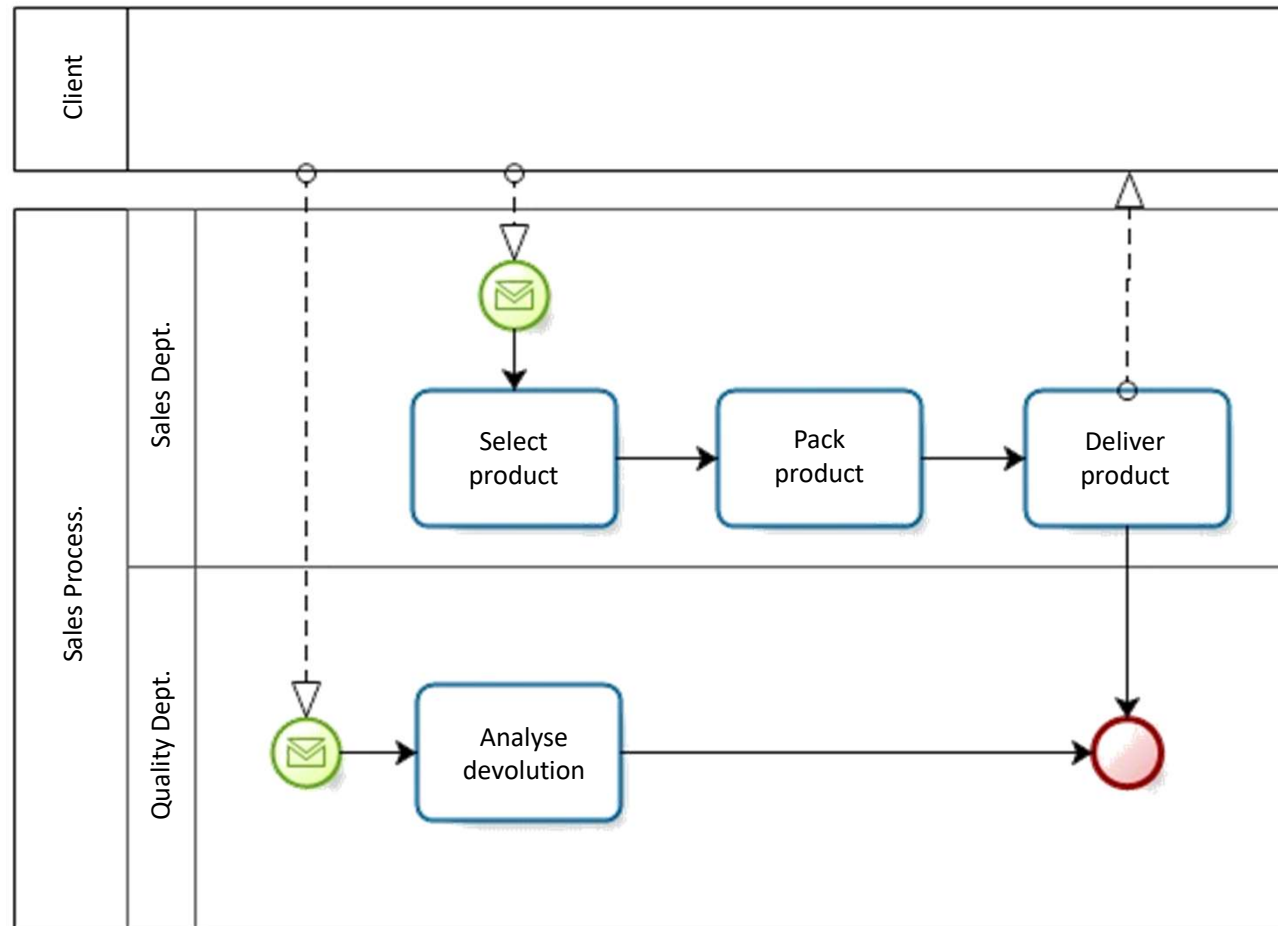 Client
Sales Process.
Sales Dept.
Select
product
Pack
product
Deliver
product
Quality Dept.
Analyse
devolution